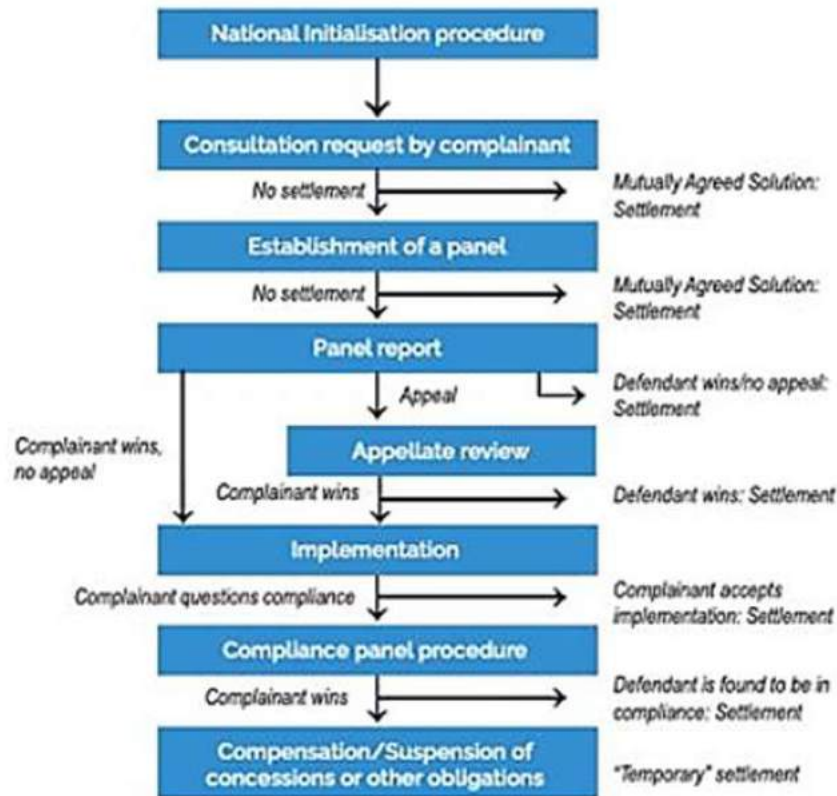 National Initialisation procedure
Consultation request by complainant
No settlement
Mutually Agreed Solution:
Settlement
Establishment of a panel
No settlement
Mutually Agreed Solution:
Settlement
Panel report
Appeal
Defendant wins/no appeal:
Settlement
Complainant wins,
no appeal
Appellate review
Complainant wins
Defendant wins: Settlement
Implementation
Complainant questions compliance
Complainant accepts
implementation: Settlement
Compliance panel procedure
Complainant wins
Defendant is found to be in
compliance: Settlement
Compensation/Suspension of
concessions or other obligations
"Temporary" settlement